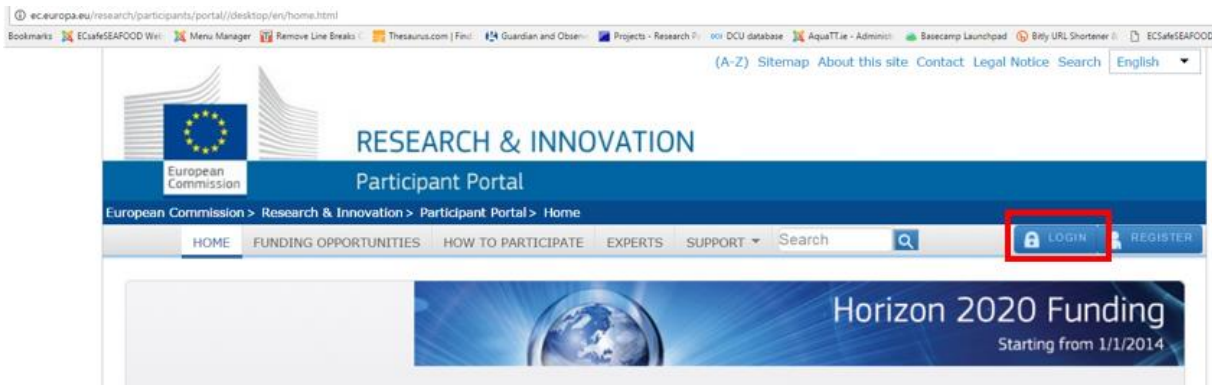 ec.europa.eu/research/participants/portal//desktop/en/home.html
Bookmarks ECsafeSEAFOOD Web Menu Manager Remove Line Breaks Thesaurus.com | Find Guardian and Observ Projects - Research P DCU database AquaTT.ie - Administ Basecamp Launchpad Bitly URL Shortener ECSafeSEAFOOD
(A-Z) Sitemap About this site Contact Legal Notice Search English
RESEARCH & INNOVATION
European
Commission
Participant Portal
European Commission > Research & Innovation > Participant Portal > Home
HOME FUNDING OPPORTUNITIES HOW TO PARTICIPATE EXPERTS SUPPORT Search LOGIN REGISTER
Horizon 2020 Funding
Starting from 1/1/2014